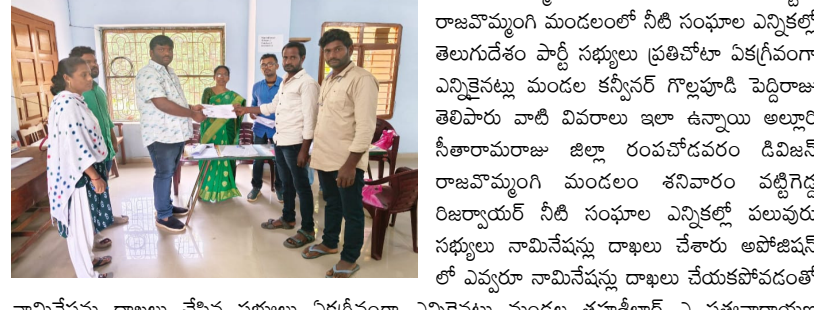 రాజవొమ్మంగి మండలంలో నీటి సంఘాల ఎన్నికల్లో
తెలుగుదేశం పార్టీ సభ్యులు ప్రతిచోటా ఏకగ్రీవంగా
ఎన్నికైనట్లు మండల కన్వీనర్ గొల్లపూడి పెద్దిరాజు
తెలిపారు వాటి వివరాలు ఇలా ఉన్నాయి అల్లూరి
సీతారామరాజు జిల్లా రంపచోడవరం డివిజన్
రాజవొమ్మంగి మండలం శనివారం వట్టిగెడ్డ
రిజర్వాయర్ నీటి సంఘాల ఎన్నికల్లో పలువురు
సభ్యులు నామినేషన్లు దాఖలు చేశారు అపోజిషన్
లో ఎవ్వరూ నామినేషన్లు దాఖలు చేయకపోవడంతో